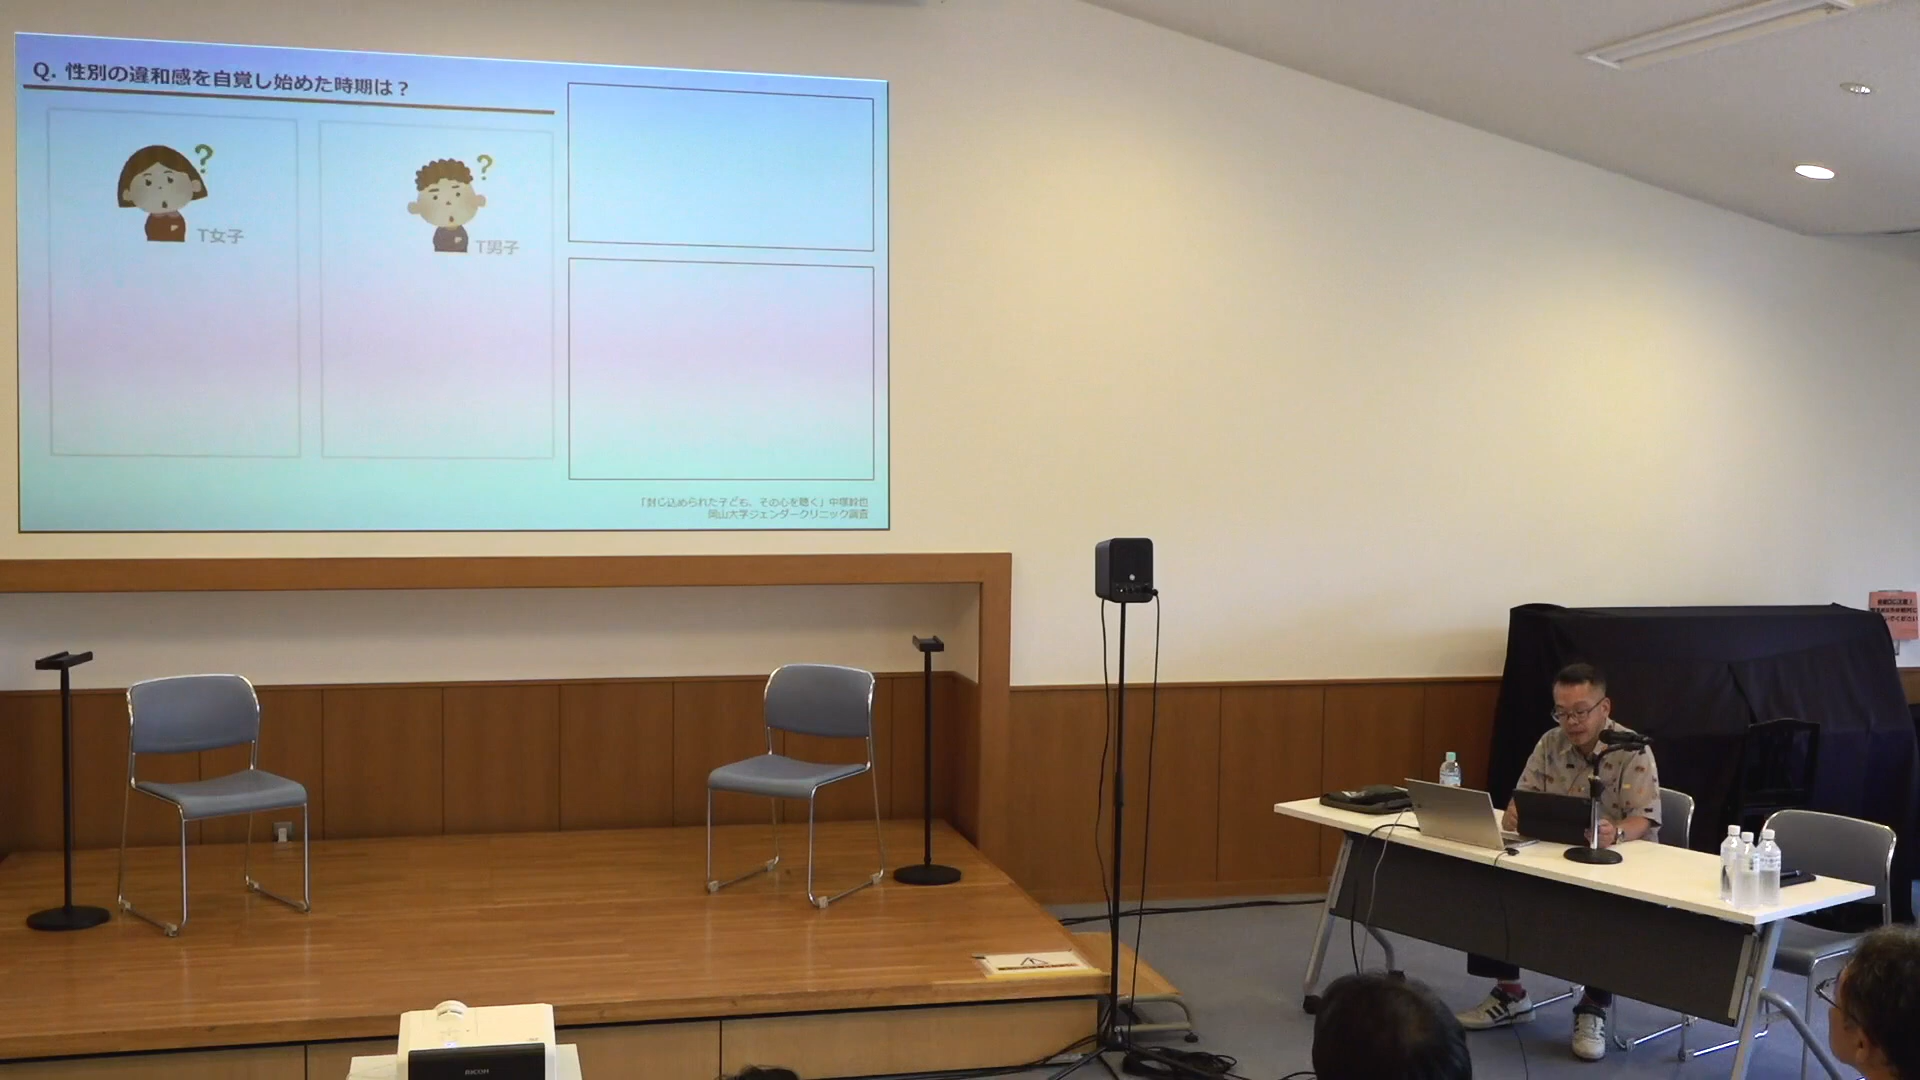 Q. 性別の違和感を自覚し始めた時期は？
?
T女子
?
T男子
「封じ込められた子ども、その心を聴く」中塚幹也
岡山大学ジェンダークリニック調査
RICOH